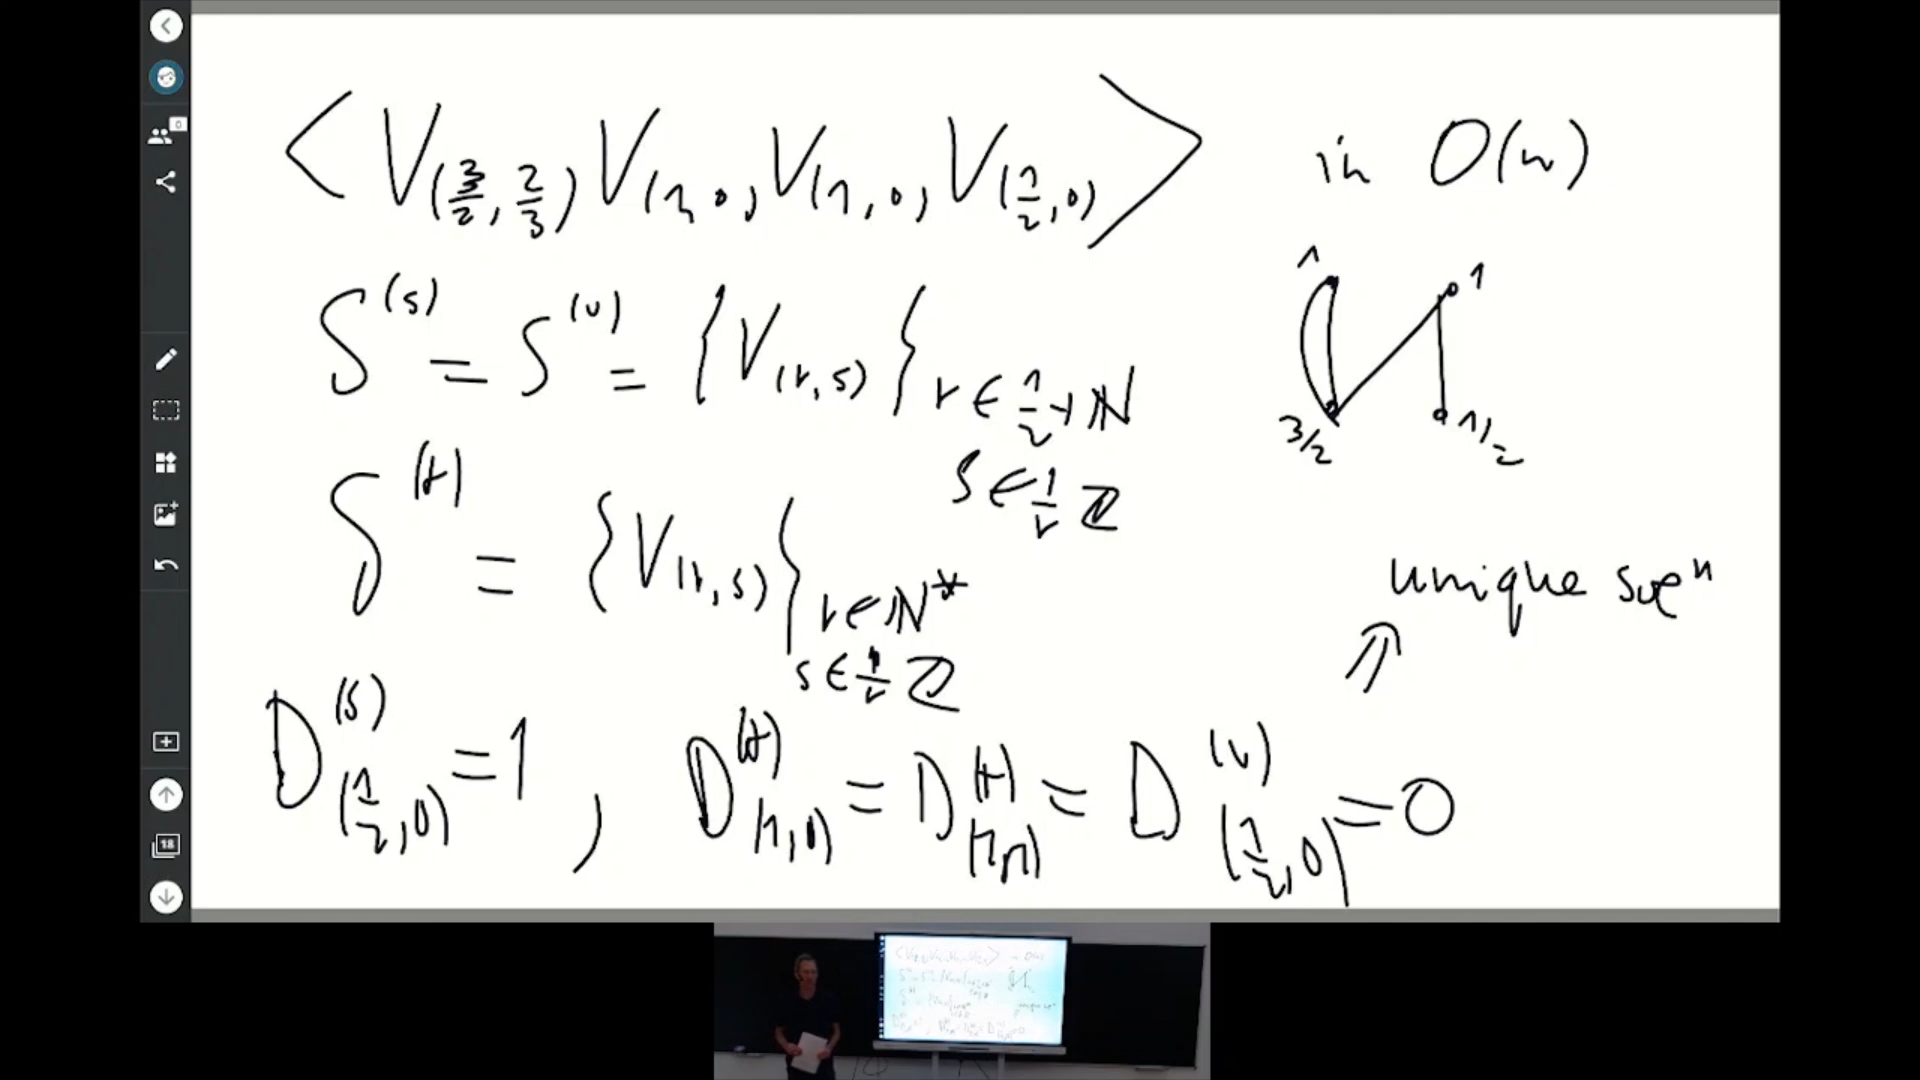 < V_(3/2, 2/3) V_(1, 0), V_(1, 0), V_(1/2, 0) > in O(n)
S^(s) = S^(u) = { V_(r, s) } r ∈ 1/2 + ℕ
s ∈ 1/r ℤ
1 1
3/2 1/2
S^(t) = { V_(r, s) } r ∈ ℕ*
s ∈ 1/r ℤ
unique sol^n
⇑
D^(s)_(1/2, 0) = 1 , D^(t)_(1, 0) = D^(t)_(1, 1) = D^(u)_(1/2, 0) = 0
0
18